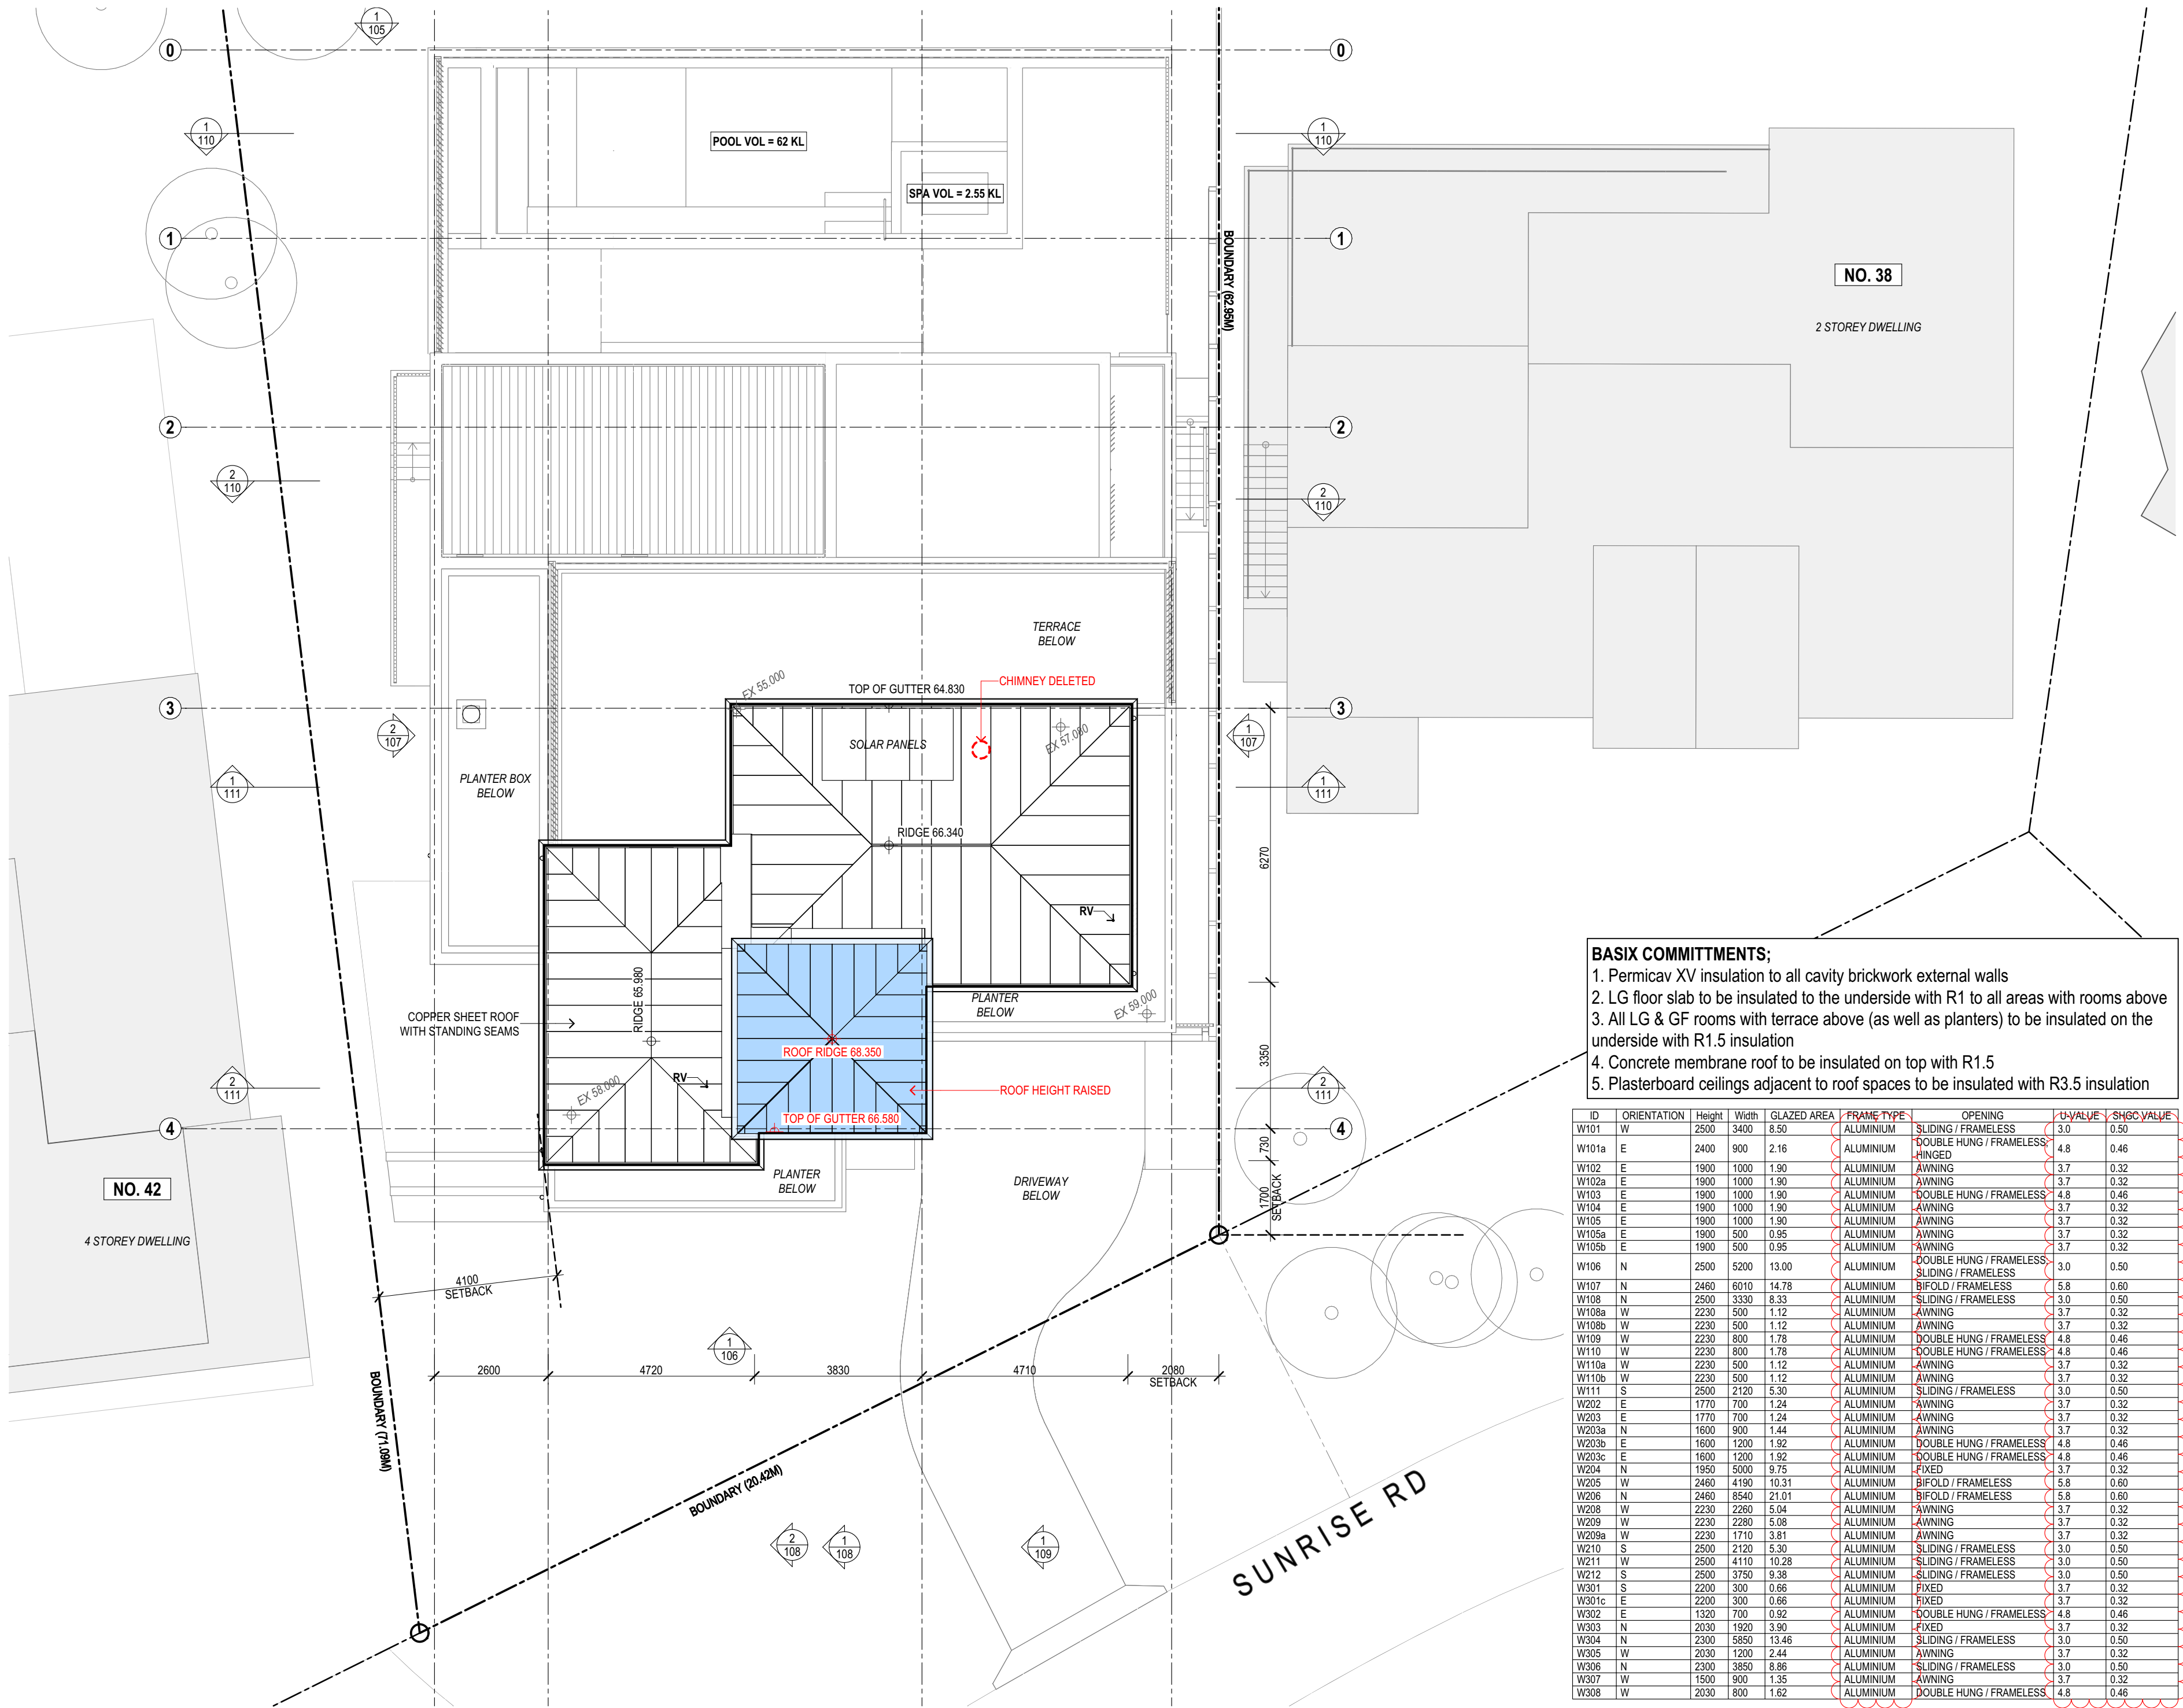 1
105
0
0
1
110
1
110
POOL VOL = 62 KL
SPA VOL = 2.55 KL
1
1
BOUNDARY (62.95M)
NO. 38
2 STOREY DWELLING
2
2
2
110
2
110
TERRACE
BELOW
EX 55.000
TOP OF GUTTER 64.830
CHIMNEY DELETED
3
3
2
107
1
107
SOLAR PANELS
EX 57.080
PLANTER BOX
BELOW
1
111
1
111
RIDGE 66.340
6270
RV
RIDGE 65.980
COPPER SHEET ROOF
WITH STANDING SEAMS
PLANTER
BELOW
EX 59.000
ROOF RIDGE 68.350
3350
RV
EX 58.000
ROOF HEIGHT RAISED
2
111
2
111
TOP OF GUTTER 66.580
4
4
730
PLANTER
BELOW
DRIVEWAY
BELOW
1700
SETBACK
NO. 42
4 STOREY DWELLING
4100
SETBACK
1
106
2600
4720
3830
4710
2080
SETBACK
BOUNDARY (71.09M)
BOUNDARY (20.42M)
2
108
1
108
1
109
SUNRISE RD
BASIX COMMITTMENTS;
1. Permicav XV insulation to all cavity brickwork external walls
2. LG floor slab to be insulated to the underside with R1 to all areas with rooms above
3. All LG & GF rooms with terrace above (as well as planters) to be insulated on the
underside with R1.5 insulation
4. Concrete membrane roof to be insulated on top with R1.5
5. Plasterboard ceilings adjacent to roof spaces to be insulated with R3.5 insulation
ID ORIENTATION Height Width GLAZED AREA FRAME TYPE OPENING U-VALUE SHGC VALUE
W101 W 2500 3400 8.50 ALUMINIUM SLIDING / FRAMELESS 3.0 0.50
W101a E 2400 900 2.16 ALUMINIUM DOUBLE HUNG / FRAMELESS; HINGED 4.8 0.46
W102 E 1900 1000 1.90 ALUMINIUM AWNING 3.7 0.32
W102a E 1900 1000 1.90 ALUMINIUM AWNING 3.7 0.32
W103 E 1900 1000 1.90 ALUMINIUM DOUBLE HUNG / FRAMELESS 4.8 0.46
W104 E 1900 1000 1.90 ALUMINIUM AWNING 3.7 0.32
W105 E 1900 1000 1.90 ALUMINIUM AWNING 3.7 0.32
W105a E 1900 500 0.95 ALUMINIUM AWNING 3.7 0.32
W105b E 1900 500 0.95 ALUMINIUM AWNING 3.7 0.32
W106 N 2500 5200 13.00 ALUMINIUM DOUBLE HUNG / FRAMELESS; SLIDING / FRAMELESS 3.0 0.50
W107 N 2460 6010 14.78 ALUMINIUM BIFOLD / FRAMELESS 5.8 0.60
W108 N 2500 3330 8.33 ALUMINIUM SLIDING / FRAMELESS 3.0 0.50
W108a W 2230 500 1.12 ALUMINIUM AWNING 3.7 0.32
W108b W 2230 500 1.12 ALUMINIUM AWNING 3.7 0.32
W109 W 2230 800 1.78 ALUMINIUM DOUBLE HUNG / FRAMELESS 4.8 0.46
W110 W 2230 800 1.78 ALUMINIUM DOUBLE HUNG / FRAMELESS 4.8 0.46
W110a W 2230 500 1.12 ALUMINIUM AWNING 3.7 0.32
W110b W 2230 500 1.12 ALUMINIUM AWNING 3.7 0.32
W111 S 2500 2120 5.30 ALUMINIUM SLIDING / FRAMELESS 3.0 0.50
W202 E 1770 700 1.24 ALUMINIUM AWNING 3.7 0.32
W203 E 1770 700 1.24 ALUMINIUM AWNING 3.7 0.32
W203a N 1600 900 1.44 ALUMINIUM AWNING 3.7 0.32
W203b E 1600 1200 1.92 ALUMINIUM DOUBLE HUNG / FRAMELESS 4.8 0.46
W203c E 1600 1200 1.92 ALUMINIUM DOUBLE HUNG / FRAMELESS 4.8 0.46
W204 N 1950 5000 9.75 ALUMINIUM FIXED 3.7 0.32
W205 W 2460 4190 10.31 ALUMINIUM BIFOLD / FRAMELESS 5.8 0.60
W206 N 2460 8540 21.01 ALUMINIUM BIFOLD / FRAMELESS 5.8 0.60
W208 W 2230 2260 5.04 ALUMINIUM AWNING 3.7 0.32
W209 W 2230 2280 5.08 ALUMINIUM AWNING 3.7 0.32
W209a W 2230 1710 3.81 ALUMINIUM AWNING 3.7 0.32
W210 S 2500 2120 5.30 ALUMINIUM SLIDING / FRAMELESS 3.0 0.50
W211 W 2500 4110 10.28 ALUMINIUM SLIDING / FRAMELESS 3.0 0.50
W212 S 2500 3750 9.38 ALUMINIUM SLIDING / FRAMELESS 3.0 0.50
W301 S 2200 300 0.66 ALUMINIUM FIXED 3.7 0.32
W301c E 2200 300 0.66 ALUMINIUM FIXED 3.7 0.32
W302 E 1320 700 0.92 ALUMINIUM DOUBLE HUNG / FRAMELESS 4.8 0.46
W303 N 2030 1920 3.90 ALUMINIUM FIXED 3.7 0.32
W304 N 2300 5850 13.46 ALUMINIUM SLIDING / FRAMELESS 3.0 0.50
W305 W 2030 1200 2.44 ALUMINIUM AWNING 3.7 0.32
W306 N 2300 3850 8.86 ALUMINIUM SLIDING / FRAMELESS 3.0 0.50
W307 W 1500 900 1.35 ALUMINIUM AWNING 3.7 0.32
W308 W 2030 800 1.62 ALUMINIUM DOUBLE HUNG / FRAMELESS 4.8 0.46